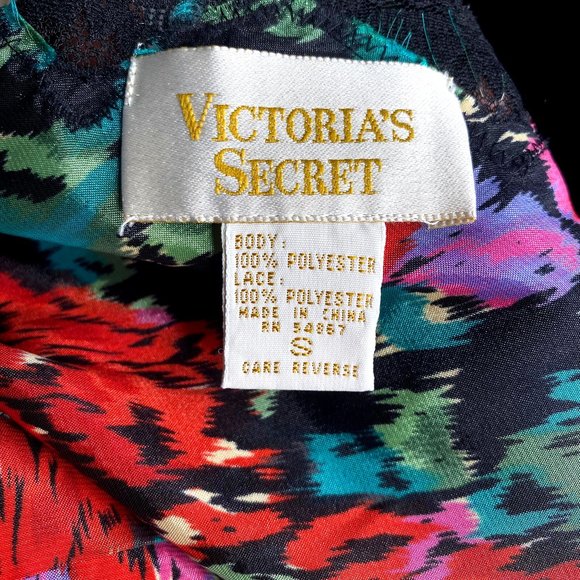 VICTORIA'S
SECRET
BODY:
100% POLYESTER
LACE:
100% POLYESTER
MADE IN CHINA
RN 54867
S
CARE REVERSE